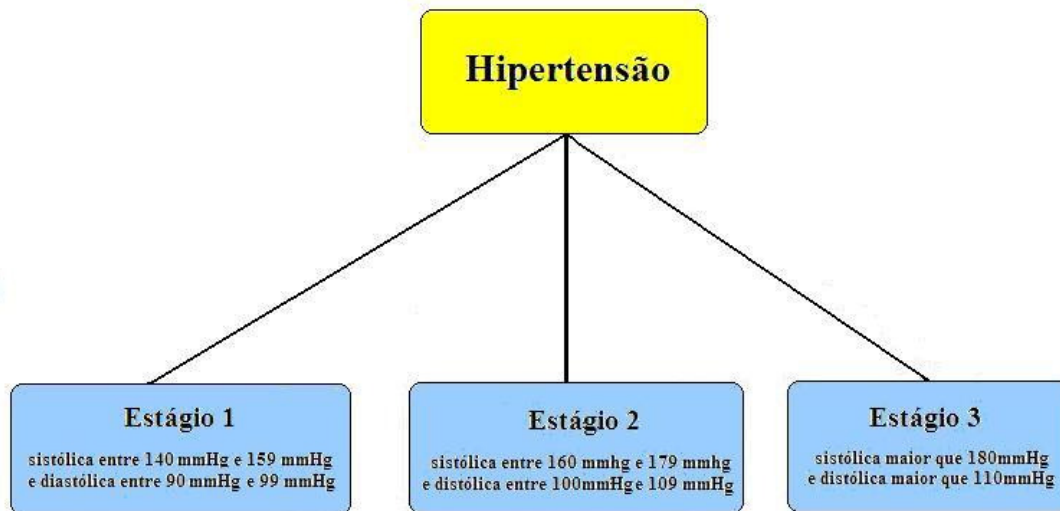 Hipertensão
Estágio 1
sistólica entre 140 mmHg e 159 mmHg
e diastólica entre 90 mmHg e 99 mmHg
Estágio 2
sistólica entre 160 mmhg e 179 mmhg
e distólica entre 100mmHg e 109 mmHg
Estágio 3
sistólica maior que 180mmHg
e distólica maior que 110mmHg